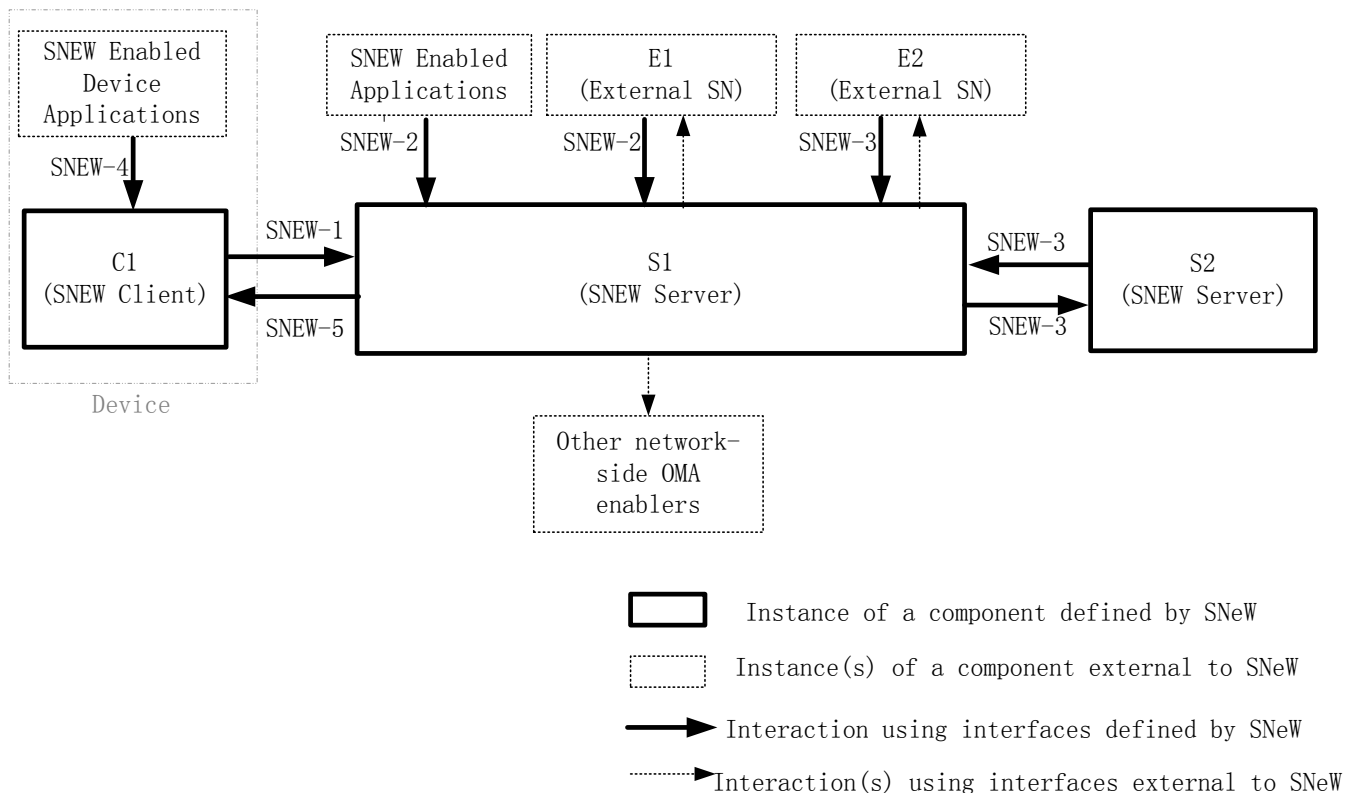 SNEW Enabled
Device
Applications
SNEW Enabled
Applications
E1
(External SN)
E2
(External SN)
SNEW-4
SNEW-2
SNEW-2
SNEW-3
C1
(SNEW Client)
SNEW-1
SNEW-5
S1
(SNEW Server)
SNEW-3
SNEW-3
S2
(SNEW Server)
Device
Other network-
side OMA
enablers
Instance of a component defined by SNeW
Instance(s) of a component external to SNeW
Interaction using interfaces defined by SNeW
Interaction(s) using interfaces external to SNeW